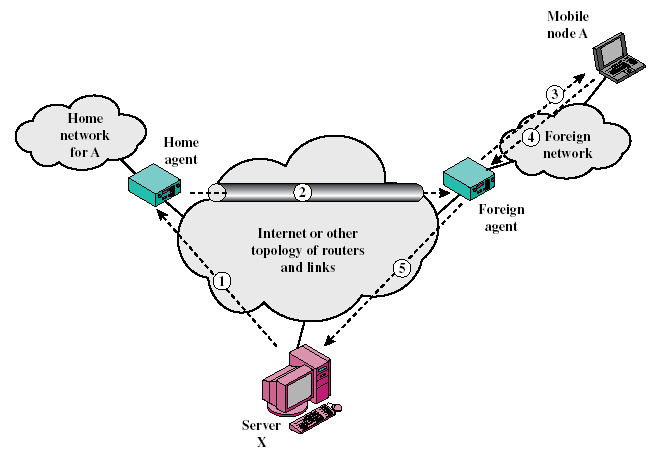 Mobile
node A
3
Home
network
for A
Home
agent
4
Foreign
network
2
Foreign
agent
Internet or other
topology of routers
and links
1
5
Server
X